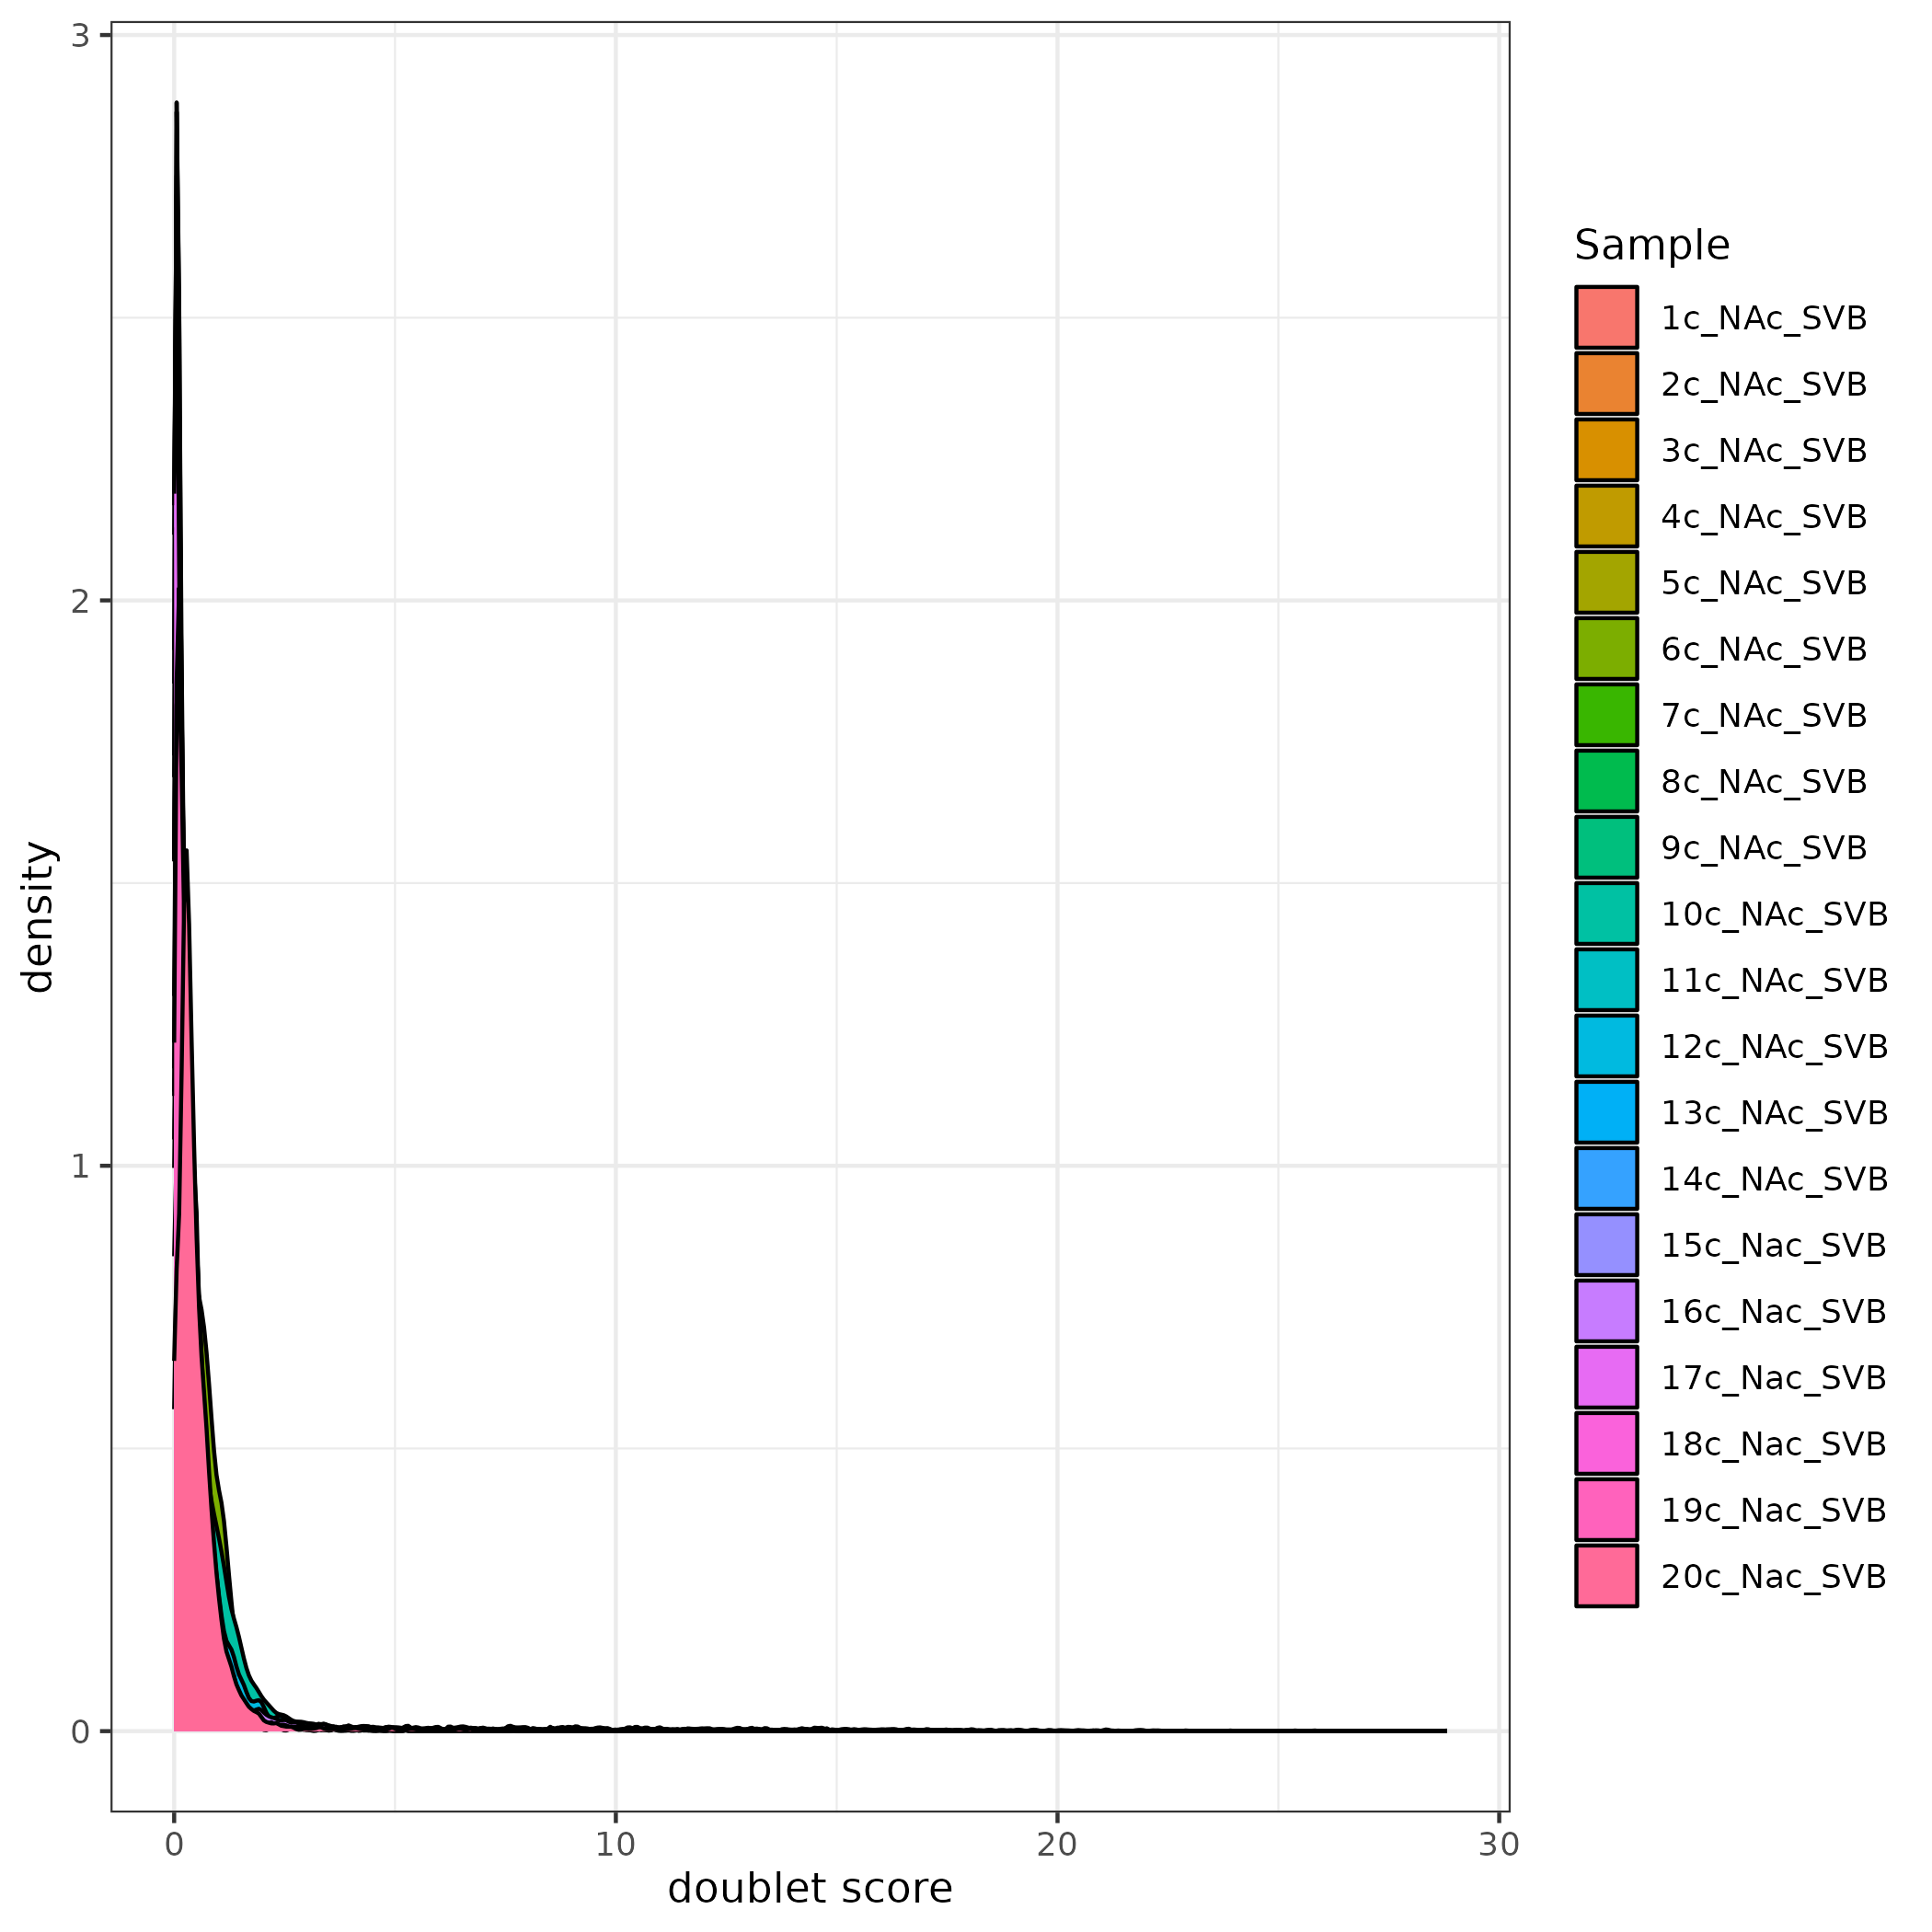 3
2
1
0
density
0
10
20
30
doublet score
Sample
1c_NAc_SVB
2c_NAc_SVB
3c_NAc_SVB
4c_NAc_SVB
5c_NAc_SVB
6c_NAc_SVB
7c_NAc_SVB
8c_NAc_SVB
9c_NAc_SVB
10c_NAc_SVB
11c_NAc_SVB
12c_NAc_SVB
13c_NAc_SVB
14c_NAc_SVB
15c_Nac_SVB
16c_Nac_SVB
17c_Nac_SVB
18c_Nac_SVB
19c_Nac_SVB
20c_Nac_SVB